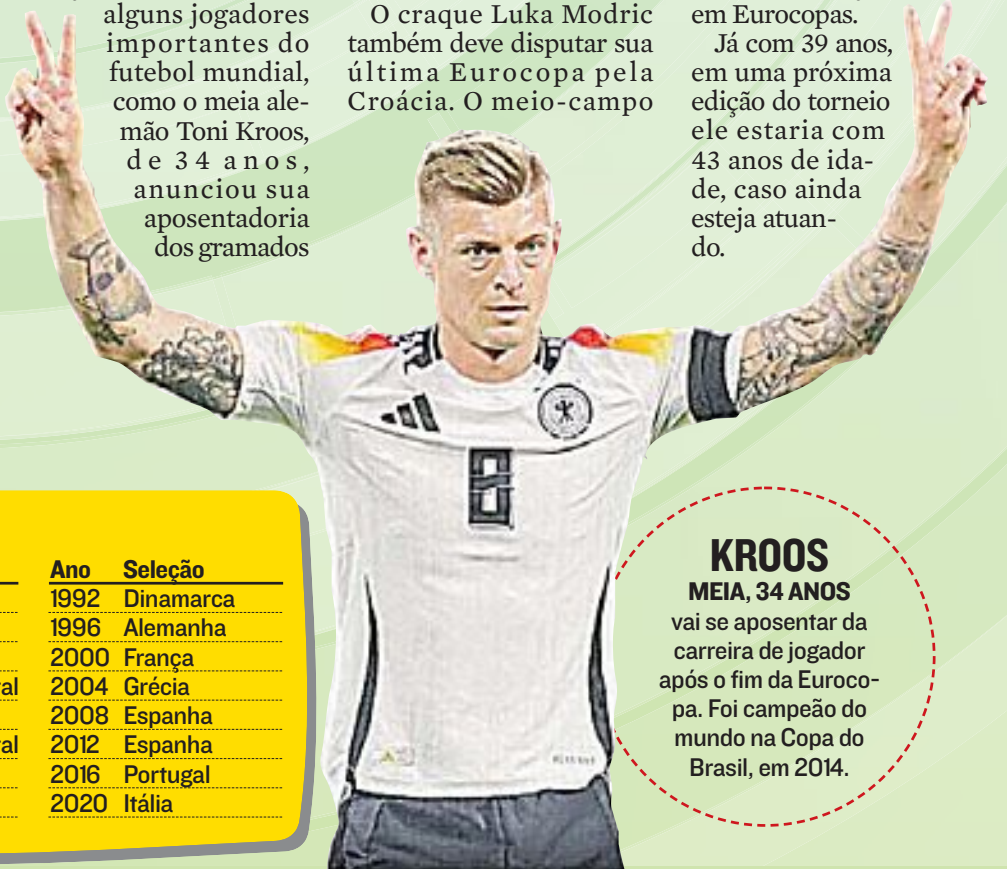 alguns jogadores
importantes do
futebol mundial,
como o meia ale-
mão Toni Kroos,
de 34 anos,
anunciou sua
aposentadoria
dos gramados
O craque Luka Modric
também deve disputar sua
última Eurocopa pela
Croácia. O meio-campo
em Eurocopas.
Já com 39 anos,
em uma próxima
edição do torneio
ele estaria com
43 anos de ida-
de, caso ainda
esteja atuan-
do.
8
al
al
Ano Seleção
1992 Dinamarca
1996 Alemanha
2000 França
2004 Grécia
2008 Espanha
2012 Espanha
2016 Portugal
2020 Itália
KROOS
MEIA, 34 ANOS
vai se aposentar da
carreira de jogador
após o fim da Euroco-
pa. Foi campeão do
mundo na Copa do
Brasil, em 2014.